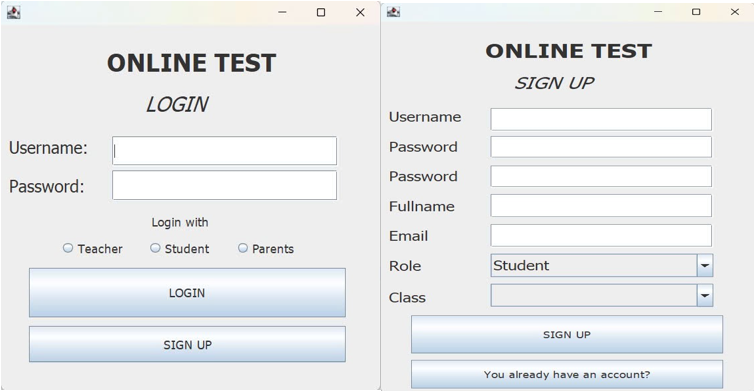 ONLINE TEST
LOGIN
Username:
Password:
Login with
Teacher Student Parents
LOGIN
SIGN UP
ONLINE TEST
SIGN UP
Username
Password
Password
Fullname
Email
Role Student
Class
SIGN UP
You already have an account?